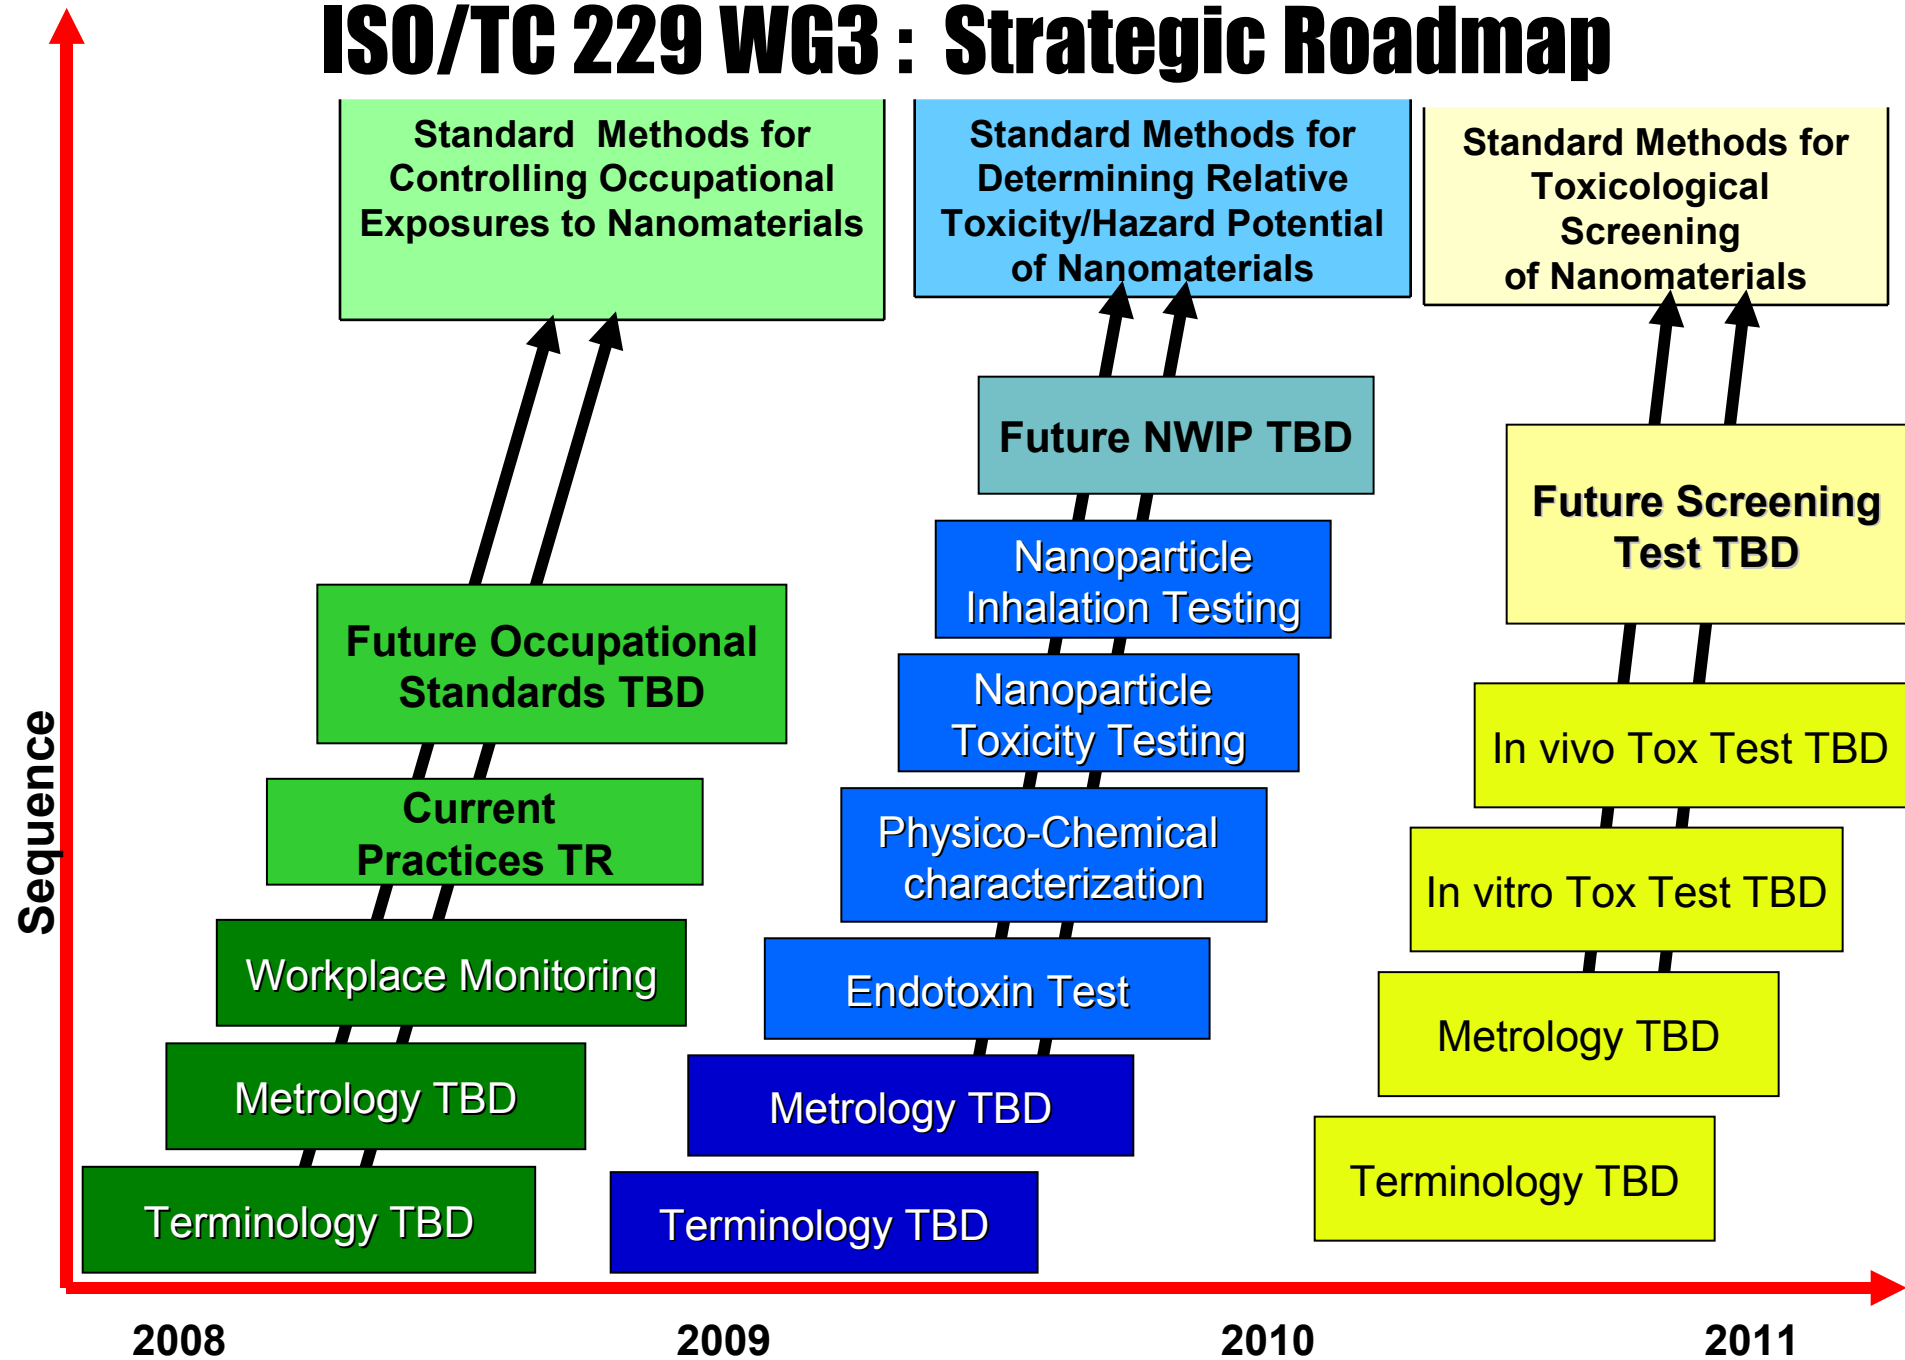 ISO/TC 229 WG3 : Strategic Roadmap
Standard Methods for
Controlling Occupational
Exposures to Nanomaterials
Standard Methods for
Determining Relative
Toxicity/Hazard Potential
of Nanomaterials
Standard Methods for
Toxicological
Screening
of Nanomaterials
Future Occupational
Standards TBD
Current
Practices TR
Workplace Monitoring
Metrology TBD
Terminology TBD
Future NWIP TBD
Nanoparticle
Inhalation Testing
Nanoparticle
Toxicity Testing
Physico-Chemical
characterization
Endotoxin Test
Metrology TBD
Terminology TBD
Future Screening
Test TBD
In vivo Tox Test TBD
In vitro Tox Test TBD
Metrology TBD
Terminology TBD
Sequence
2008
2009
2010
2011